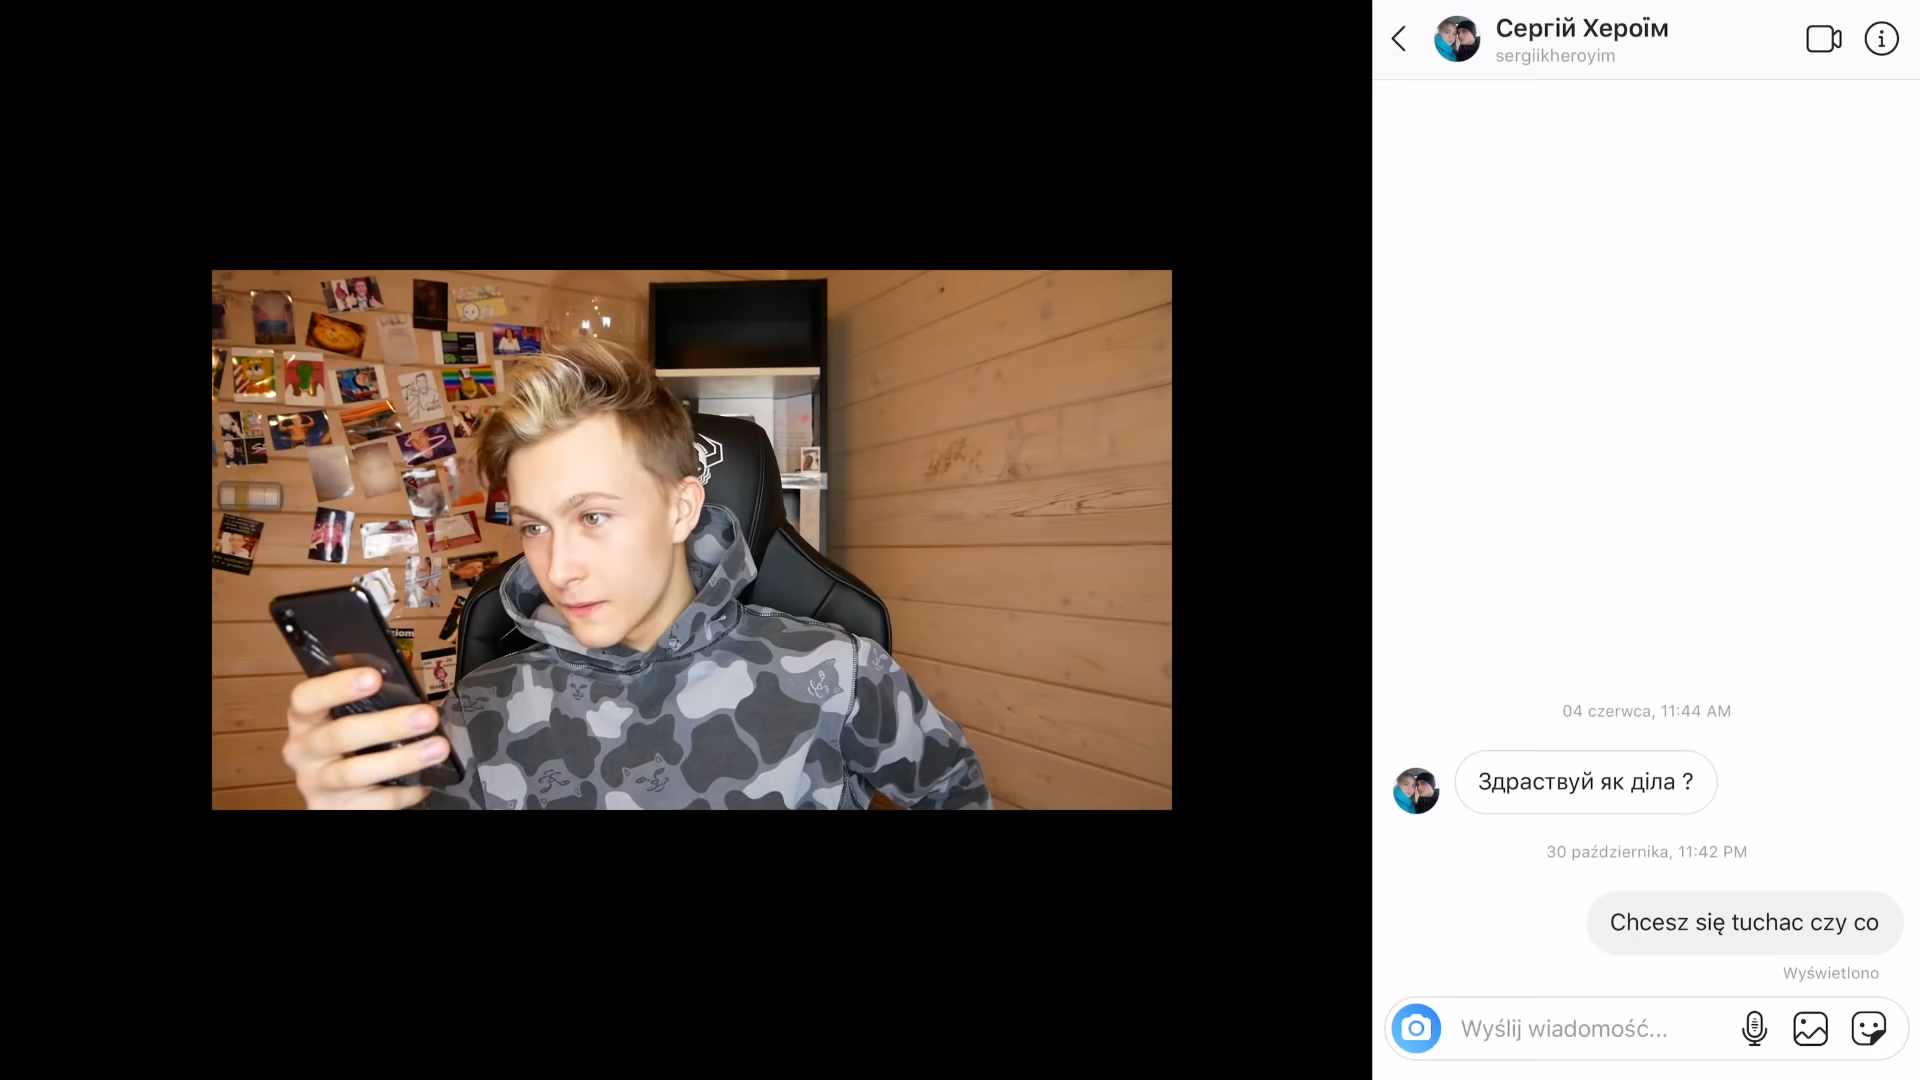 Сергій Хероїм
sergiikheroyim
04 czerwca, 11:44 AM
Здраствуй як діла ?
30 października, 11:42 PM
Chcesz się tuchac czy co
Wyświetlono
Wyślij wiadomość...